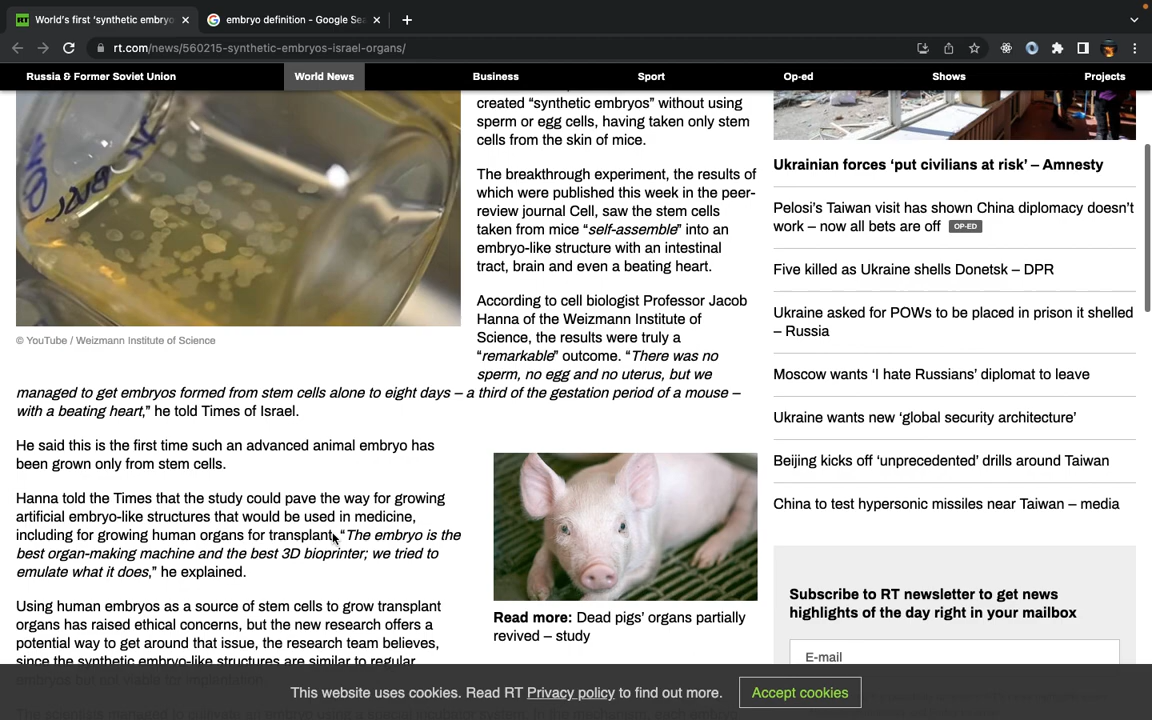 World's first 'synthetic embryo
embryo definition - Google Sea
rt.com/news/560215-synthetic-embryos-israel-organs/
Russia & Former Soviet Union
World News
Business
Sport
Op-ed
Shows
Projects
created “synthetic embryos” without using
sperm or egg cells, having taken only stem
cells from the skin of mice.
The breakthrough experiment, the results of
which were published this week in the peer-
review journal Cell, saw the stem cells
taken from mice “self-assemble” into an
embryo-like structure with an intestinal
tract, brain and even a beating heart.
According to cell biologist Professor Jacob
Hanna of the Weizmann Institute of
Science, the results were truly a
“remarkable” outcome. “There was no
sperm, no egg and no uterus, but we
© YouTube / Weizmann Institute of Science
managed to get embryos formed from stem cells alone to eight days – a third of the gestation period of a mouse –
with a beating heart,” he told Times of Israel.
He said this is the first time such an advanced animal embryo has
been grown only from stem cells.
Hanna told the Times that the study could pave the way for growing
artificial embryo-like structures that would be used in medicine,
including for growing human organs for transplant. “The embryo is the
best organ-making machine and the best 3D bioprinter; we tried to
emulate what it does,” he explained.
Using human embryos as a source of stem cells to grow transplant
organs has raised ethical concerns, but the new research offers a
potential way to get around that issue, the research team believes,
since the synthetic embryo-like structures are similar to regular
embryos but not viable for implantation.
Read more: Dead pigs’ organs partially
revived – study
Ukrainian forces ‘put civilians at risk’ – Amnesty
Pelosi’s Taiwan visit has shown China diplomacy doesn’t
work – now all bets are off OP-ED
Five killed as Ukraine shells Donetsk – DPR
Ukraine asked for POWs to be placed in prison it shelled
– Russia
Moscow wants ‘I hate Russians’ diplomat to leave
Ukraine wants new ‘global security architecture’
Beijing kicks off ‘unprecedented’ drills around Taiwan
China to test hypersonic missiles near Taiwan – media
Subscribe to RT newsletter to get news
highlights of the day right in your mailbox
E-mail
This website uses cookies. Read RT Privacy policy to find out more.
Accept cookies